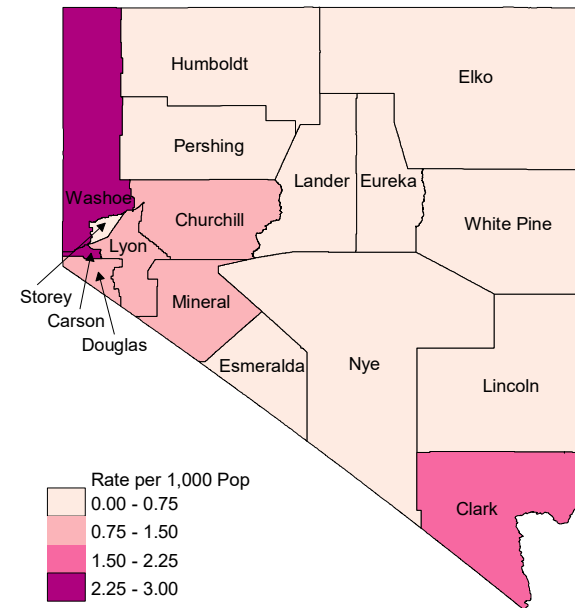 Humboldt
Elko
Pershing
Lander
Eureka
Washoe
Churchill
White Pine
Lyon
Storey
Mineral
Carson
Douglas
Esmeralda
Nye
Lincoln
Rate per 1,000 Pop
0.00 - 0.75
Clark
0.75 - 1.50
1.50 - 2.25
2.25 - 3.00